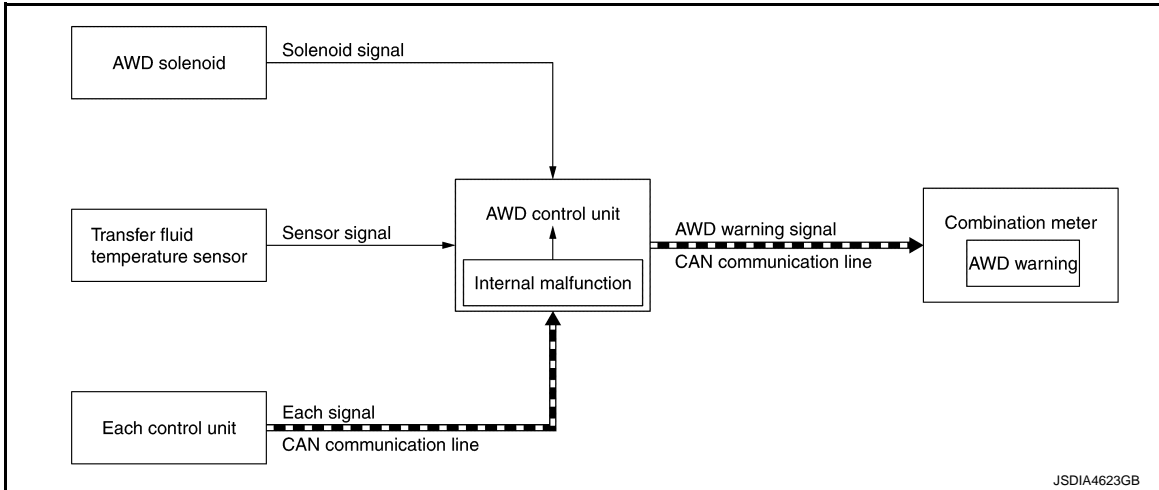 AWD solenoid
Solenoid signal
Transfer fluid
temperature sensor
Sensor signal
AWD control unit
Internal malfunction
AWD warning signal
CAN communication line
Combination meter
AWD warning
Each control unit
Each signal
CAN communication line
JSDIA4623GB